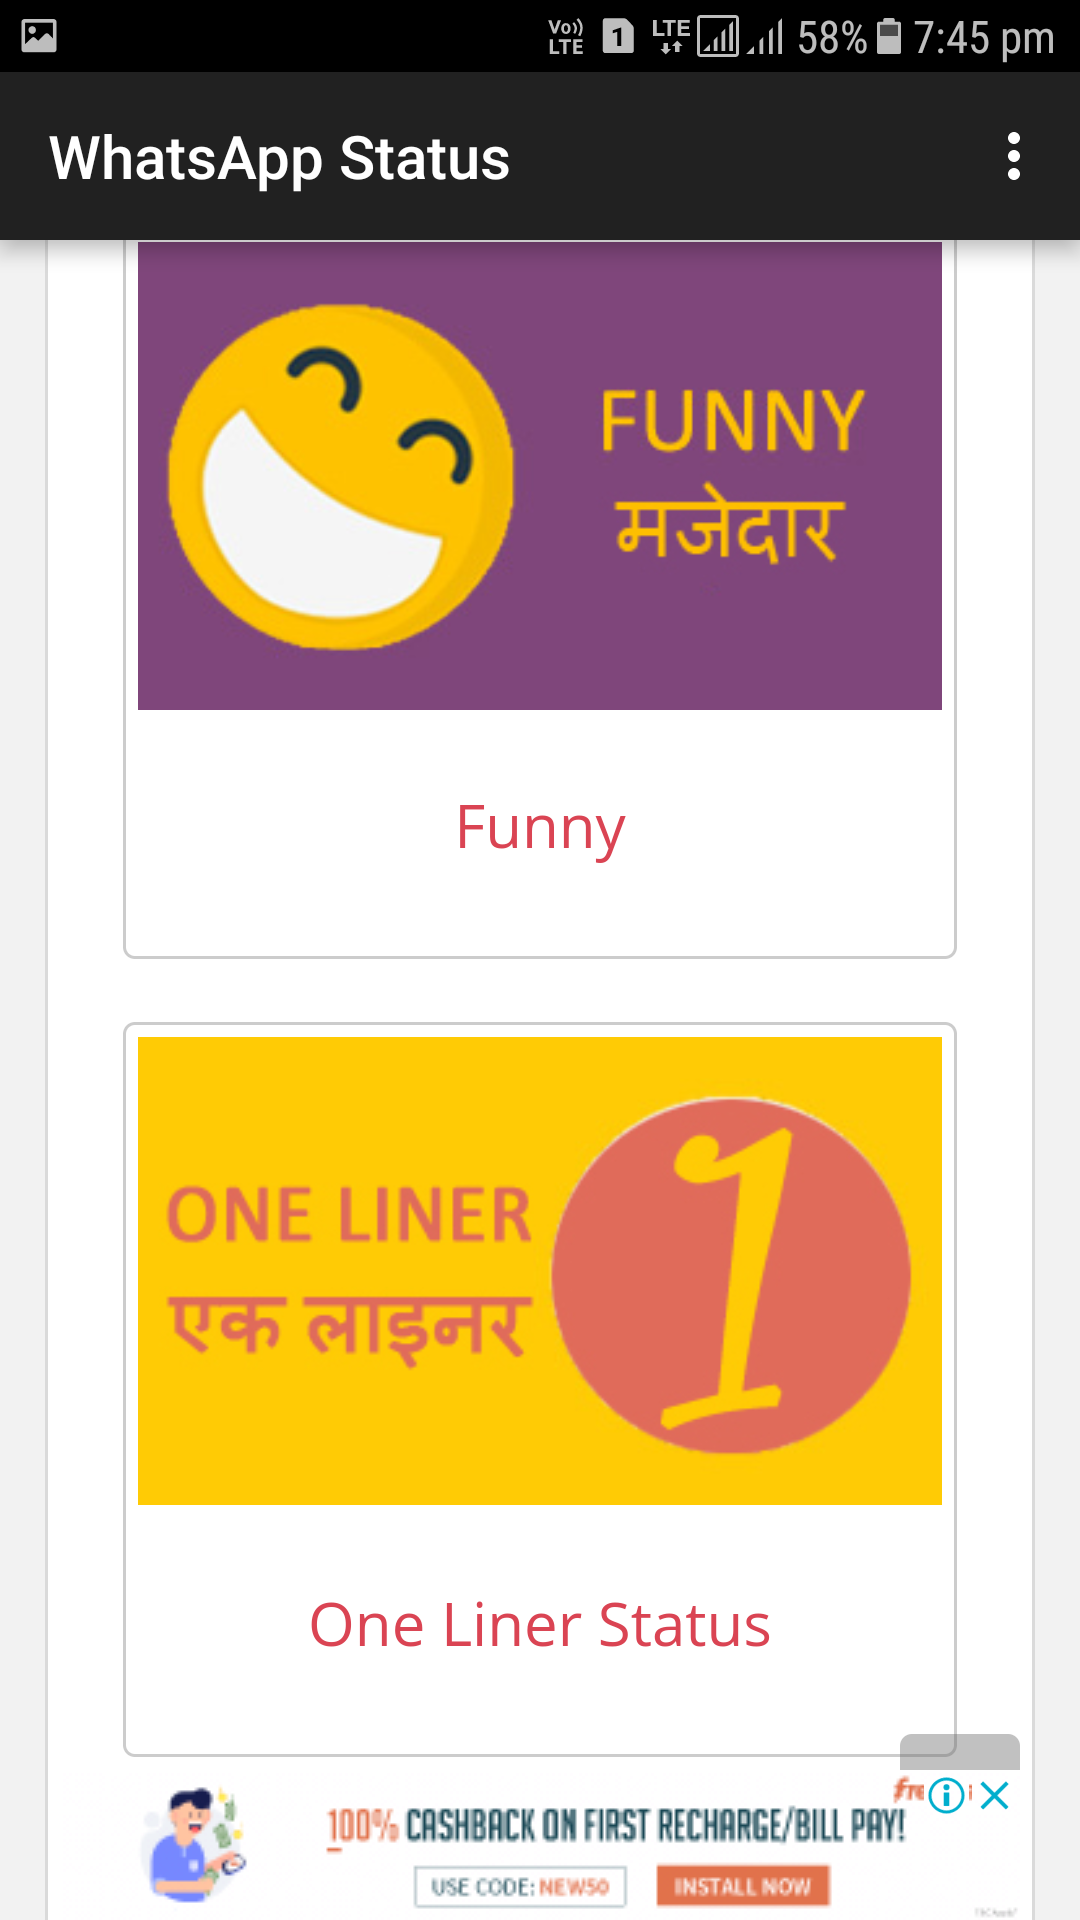 Vo)) LTE 1 LTE 58% 7:45 pm
WhatsApp Status
FUNNY
मजेदार
Funny
ONE LINER
एक लाइनर
1
One Liner Status
100% CASHBACK ON FIRST RECHARGE/BILL PAY!
USE CODE: NEW50
INSTALL NOW